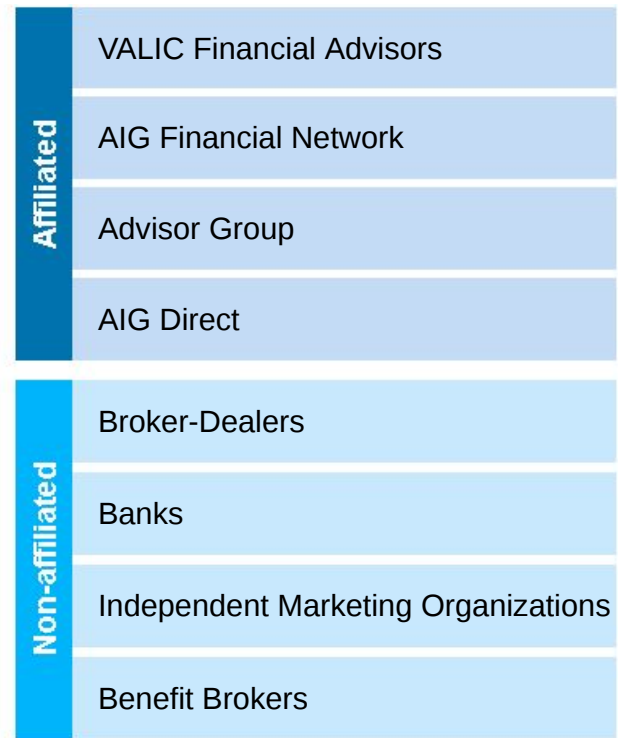 Affiliated
VALIC Financial Advisors
AIG Financial Network
Advisor Group
AIG Direct
Non-affiliated
Broker-Dealers
Banks
Independent Marketing Organizations
Benefit Brokers